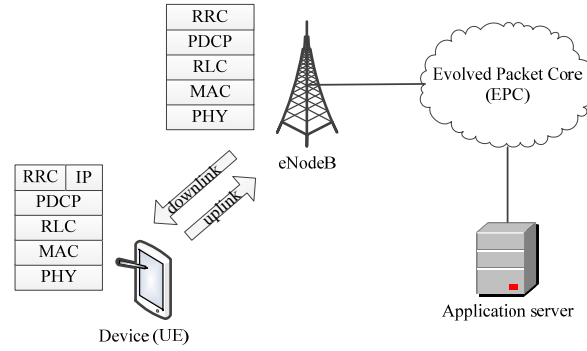 RRC
PDCP
RLC
MAC
PHY
eNodeB
Evolved Packet Core
(EPC)
downlink
uplink
RRC IP
PDCP
RLC
MAC
PHY
Device (UE)
Application server